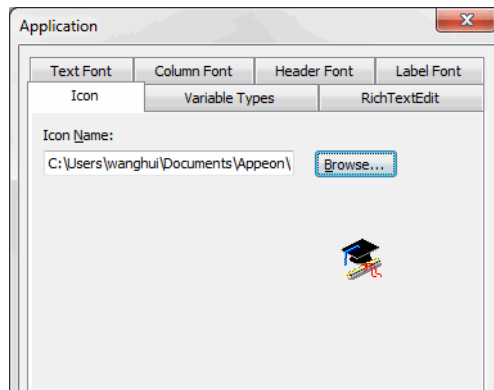 Application
Text Font Column Font Header Font Label Font
Icon Variable Types RichTextEdit
Icon Name:
C:\Users\wanghui\Documents\Appeon\ Browse...